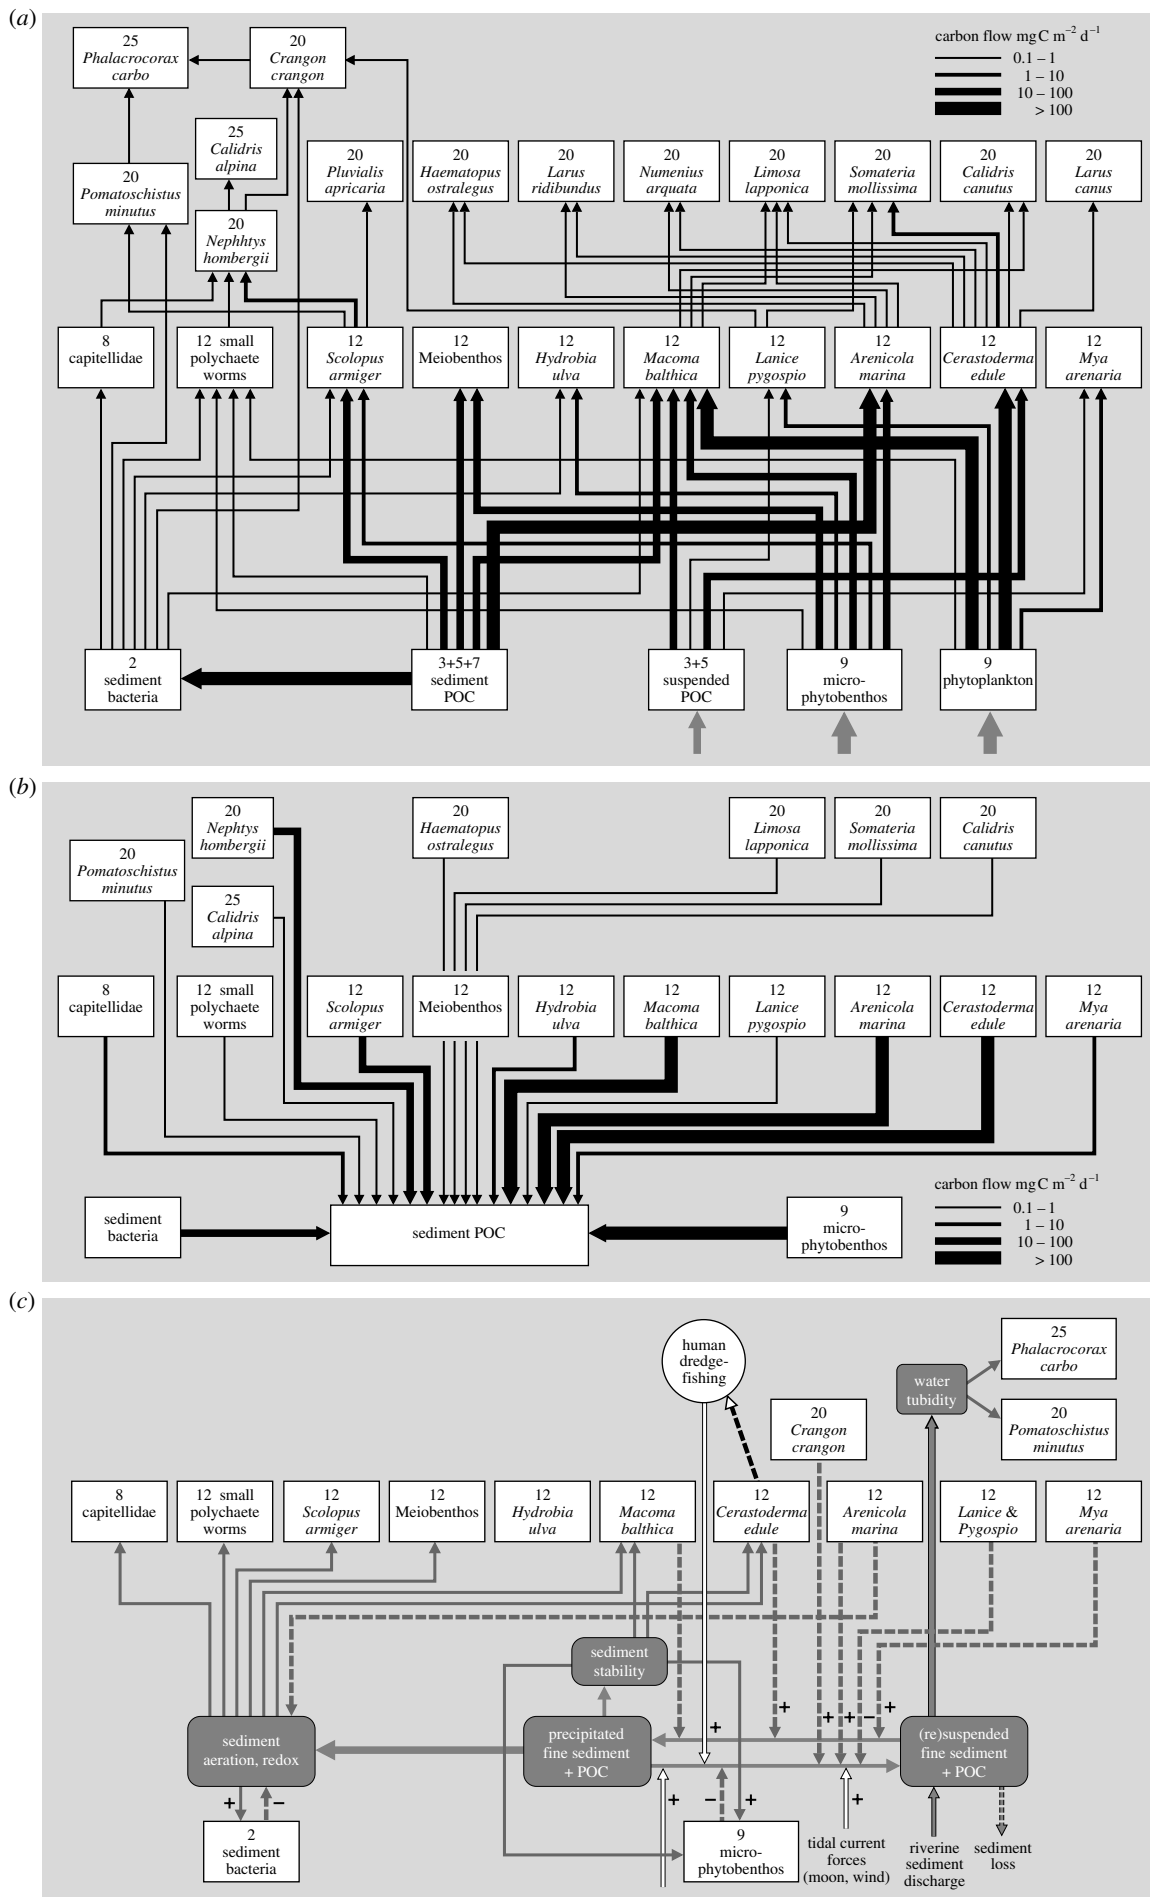 (a)
carbon flow mg C m⁻² d⁻¹
0.1 – 1
1 – 10
10 – 100
> 100
25
Phalacrocorax
carbo
20
Crangon
crangon
25
Calidris
alpina
20
Pomatoschistus
minutus
20
Nephhtys
hombergii
20
Pluvialis
apricaria
20
Haematopus
ostralegus
20
Larus
ridibundus
20
Numenius
arquata
20
Limosa
lapponica
20
Somateria
mollissima
20
Calidris
canutus
20
Larus
canus
8
capitellidae
12 small
polychaete
worms
12
Scolopus
armiger
12
Meiobenthos
12
Hydrobia
ulva
12
Macoma
balthica
12
Lanice
pygospio
12
Arenicola
marina
12
Cerastoderma
edule
12
Mya
arenaria
2
sediment
bacteria
3+5+7
sediment
POC
3+5
suspended
POC
9
micro-
phytobenthos
9
phytoplankton
(b)
20
Pomatoschistus
minutus
20
Nephtys
hombergii
25
Calidris
alpina
20
Haematopus
ostralegus
20
Limosa
lapponica
20
Somateria
mollissima
20
Calidris
canutus
8
capitellidae
12 small
polychaete
worms
12
Scolopus
armiger
12
Meiobenthos
12
Hydrobia
ulva
12
Macoma
balthica
12
Lanice
pygospio
12
Arenicola
marina
12
Cerastoderma
edule
12
Mya
arenaria
sediment
bacteria
sediment POC
9
micro-
phytobenthos
carbon flow mg C m⁻² d⁻¹
0.1 – 1
1 – 10
10 – 100
> 100
(c)
human
dredge-
fishing
water
tubidity
25
Phalacrocorax
carbo
20
Pomatoschistus
minutus
20
Crangon
crangon
8
capitellidae
12 small
polychaete
worms
12
Scolopus
armiger
12
Meiobenthos
12
Hydrobia
ulva
12
Macoma
balthica
12
Cerastoderma
edule
12
Arenicola
marina
12
Lanice &
Pygospio
12
Mya
arenaria
sediment
stability
sediment
aeration, redox
precipitated
fine sediment
+ POC
(re)suspended
fine sediment
+ POC
+
+
+
+
–
+
+
–
+
–
+
+
2
sediment
bacteria
9
micro-
phytobenthos
tidal current
forces
(moon, wind)
riverine
sediment
discharge
sediment
loss